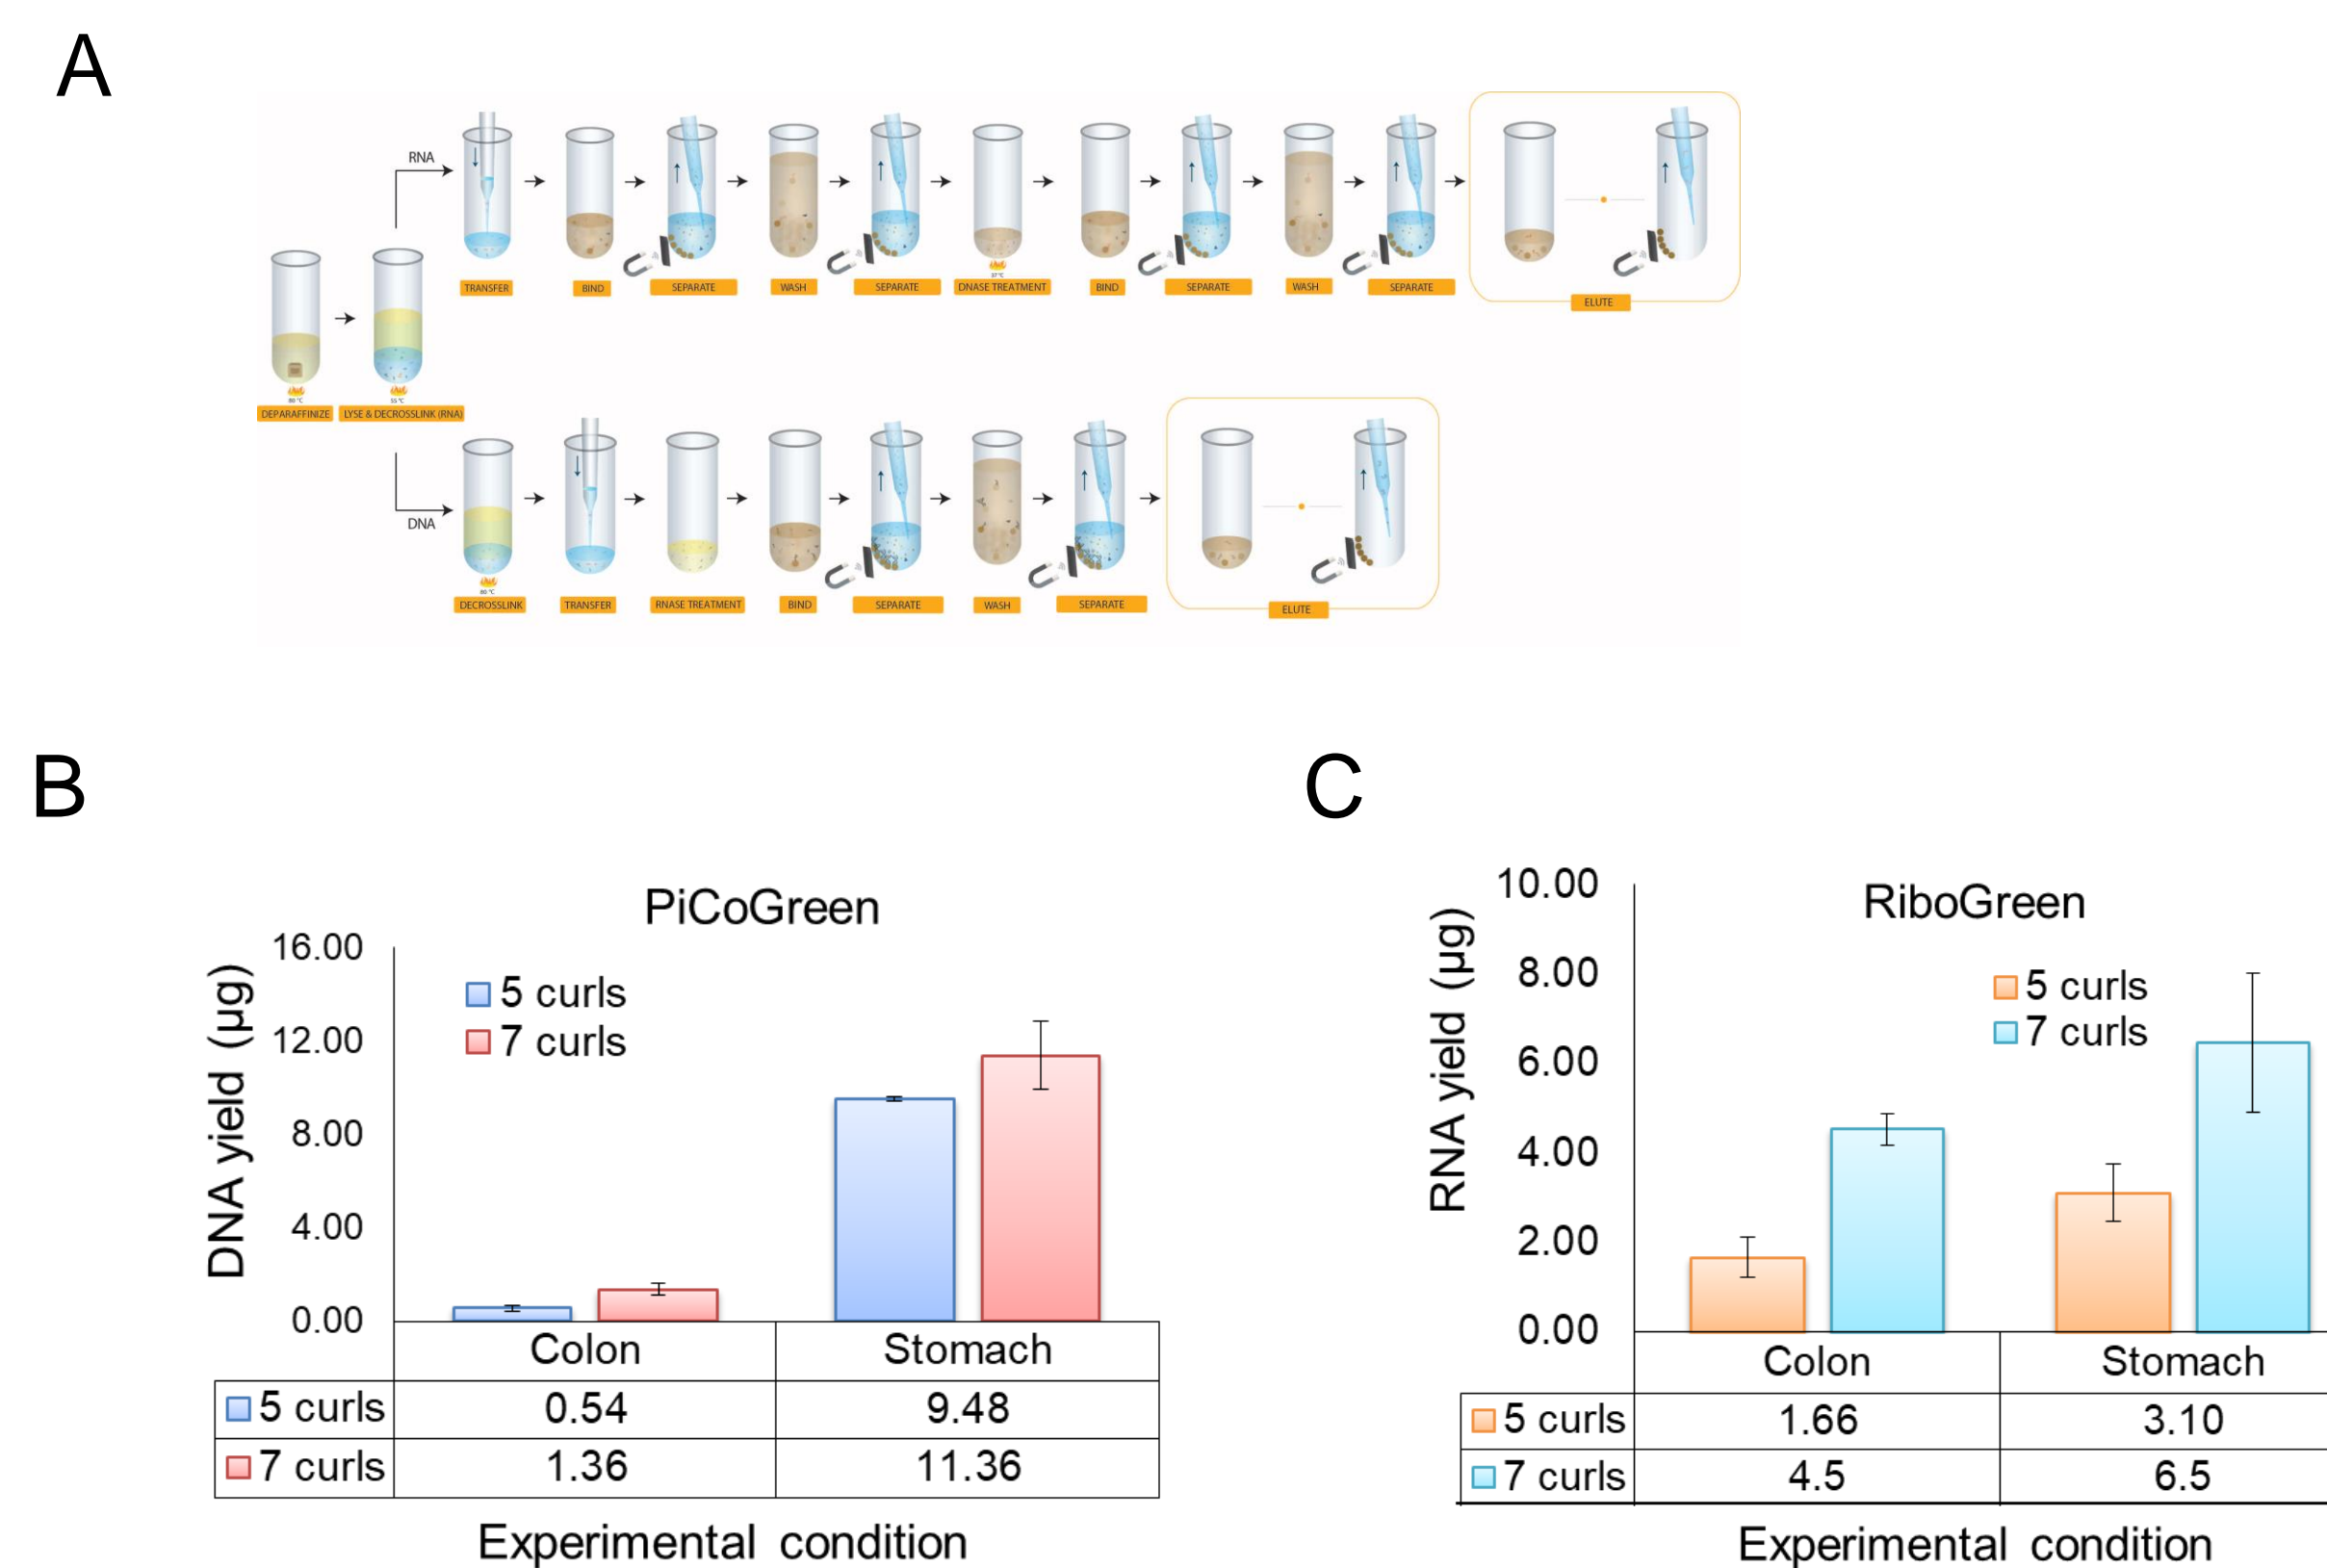 A
RNA
TRANSFER
BIND
SEPARATE
WASH
SEPARATE
37 °C
DNASE TREATMENT
BIND
SEPARATE
WASH
SEPARATE
ELUTE
80 °C
55 °C
DEPARAFFINIZE
LYSE & DECROSSLINK (RNA)
DNA
80 °C
DECROSSLINK
TRANSFER
RNASE TREATMENT
BIND
SEPARATE
WASH
SEPARATE
ELUTE
B
PiCoGreen
DNA yield (µg)
16.00
12.00
8.00
4.00
0.00
5 curls
7 curls
Colon Stomach
5 curls 0.54 9.48
7 curls 1.36 11.36
Experimental condition
C
RiboGreen
RNA yield (µg)
10.00
8.00
6.00
4.00
2.00
0.00
5 curls
7 curls
Colon Stomach
5 curls 1.66 3.10
7 curls 4.5 6.5
Experimental condition